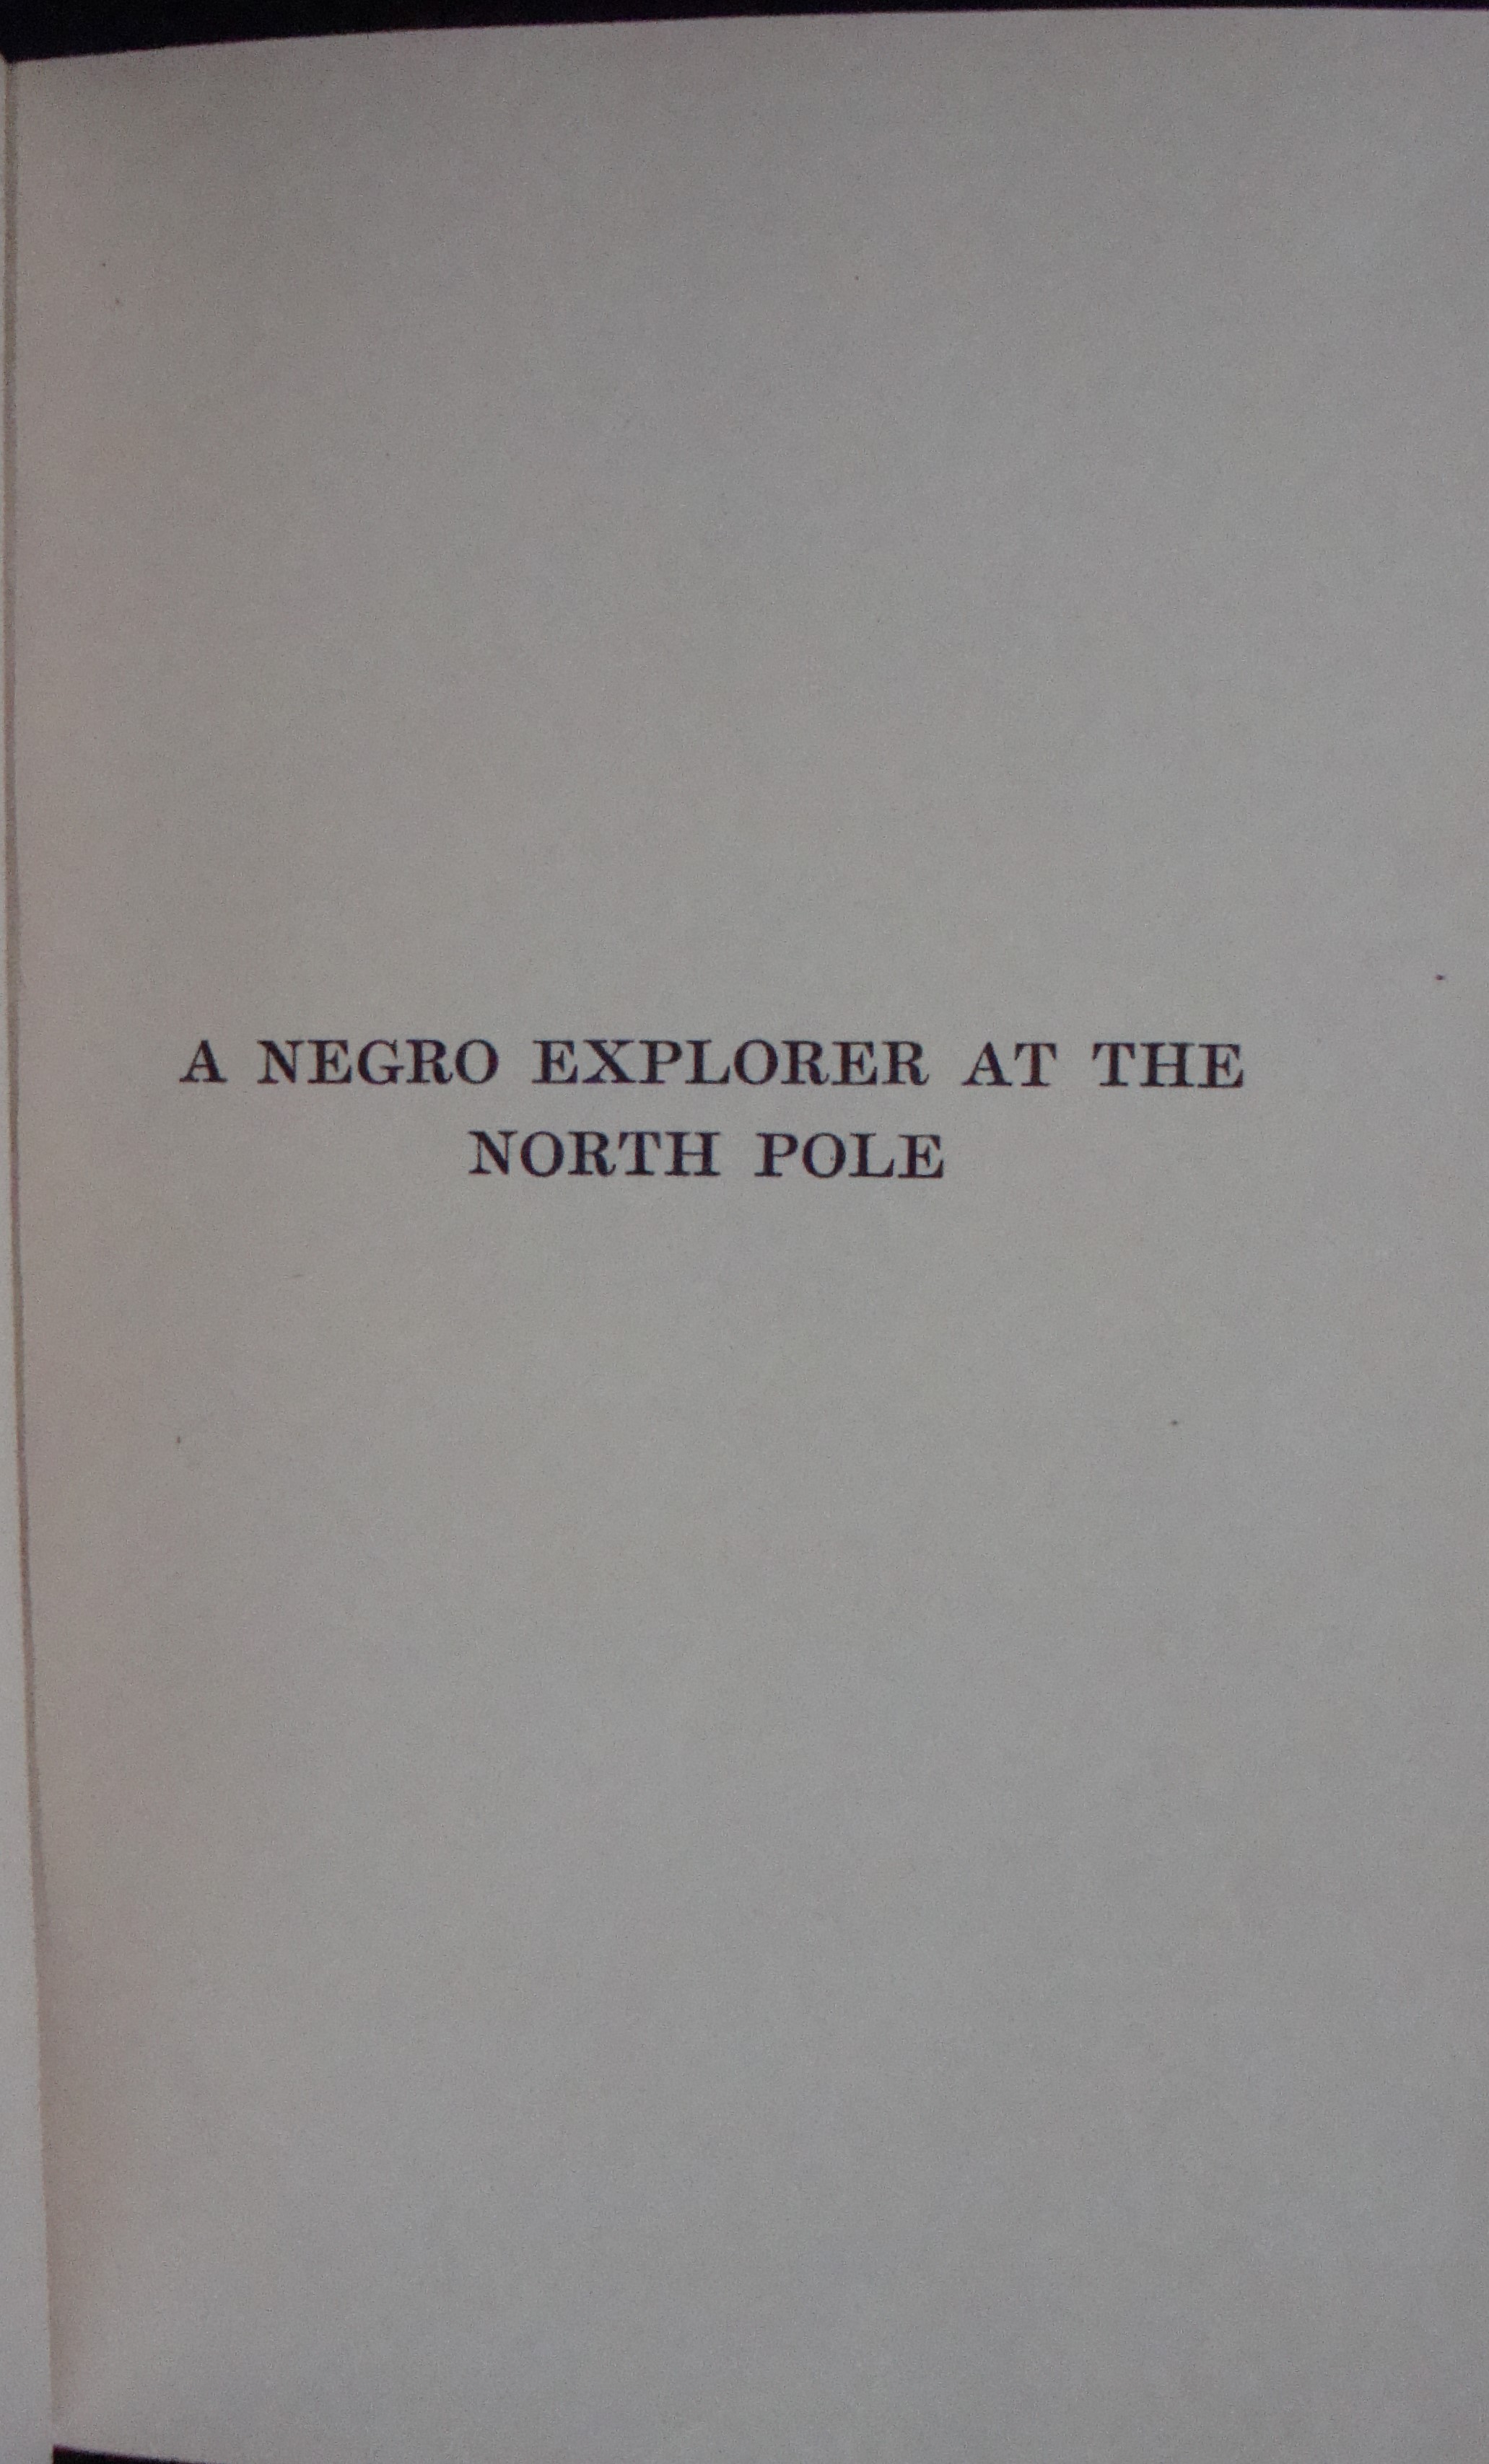 A NEGRO EXPLORER AT THE
NORTH POLE